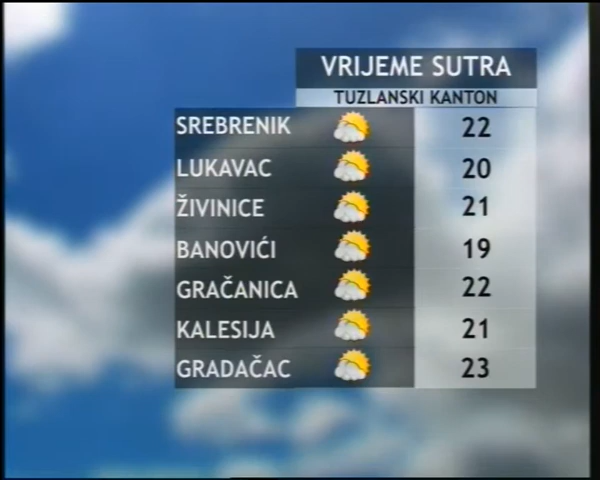 VRIJEME SUTRA
TUZLANSKI KANTON
SREBRENIK 22
LUKAVAC 20
ŽIVINICE 21
BANOVIĆI 19
GRAČANICA 22
KALESIJA 21
GRADAČAC 23